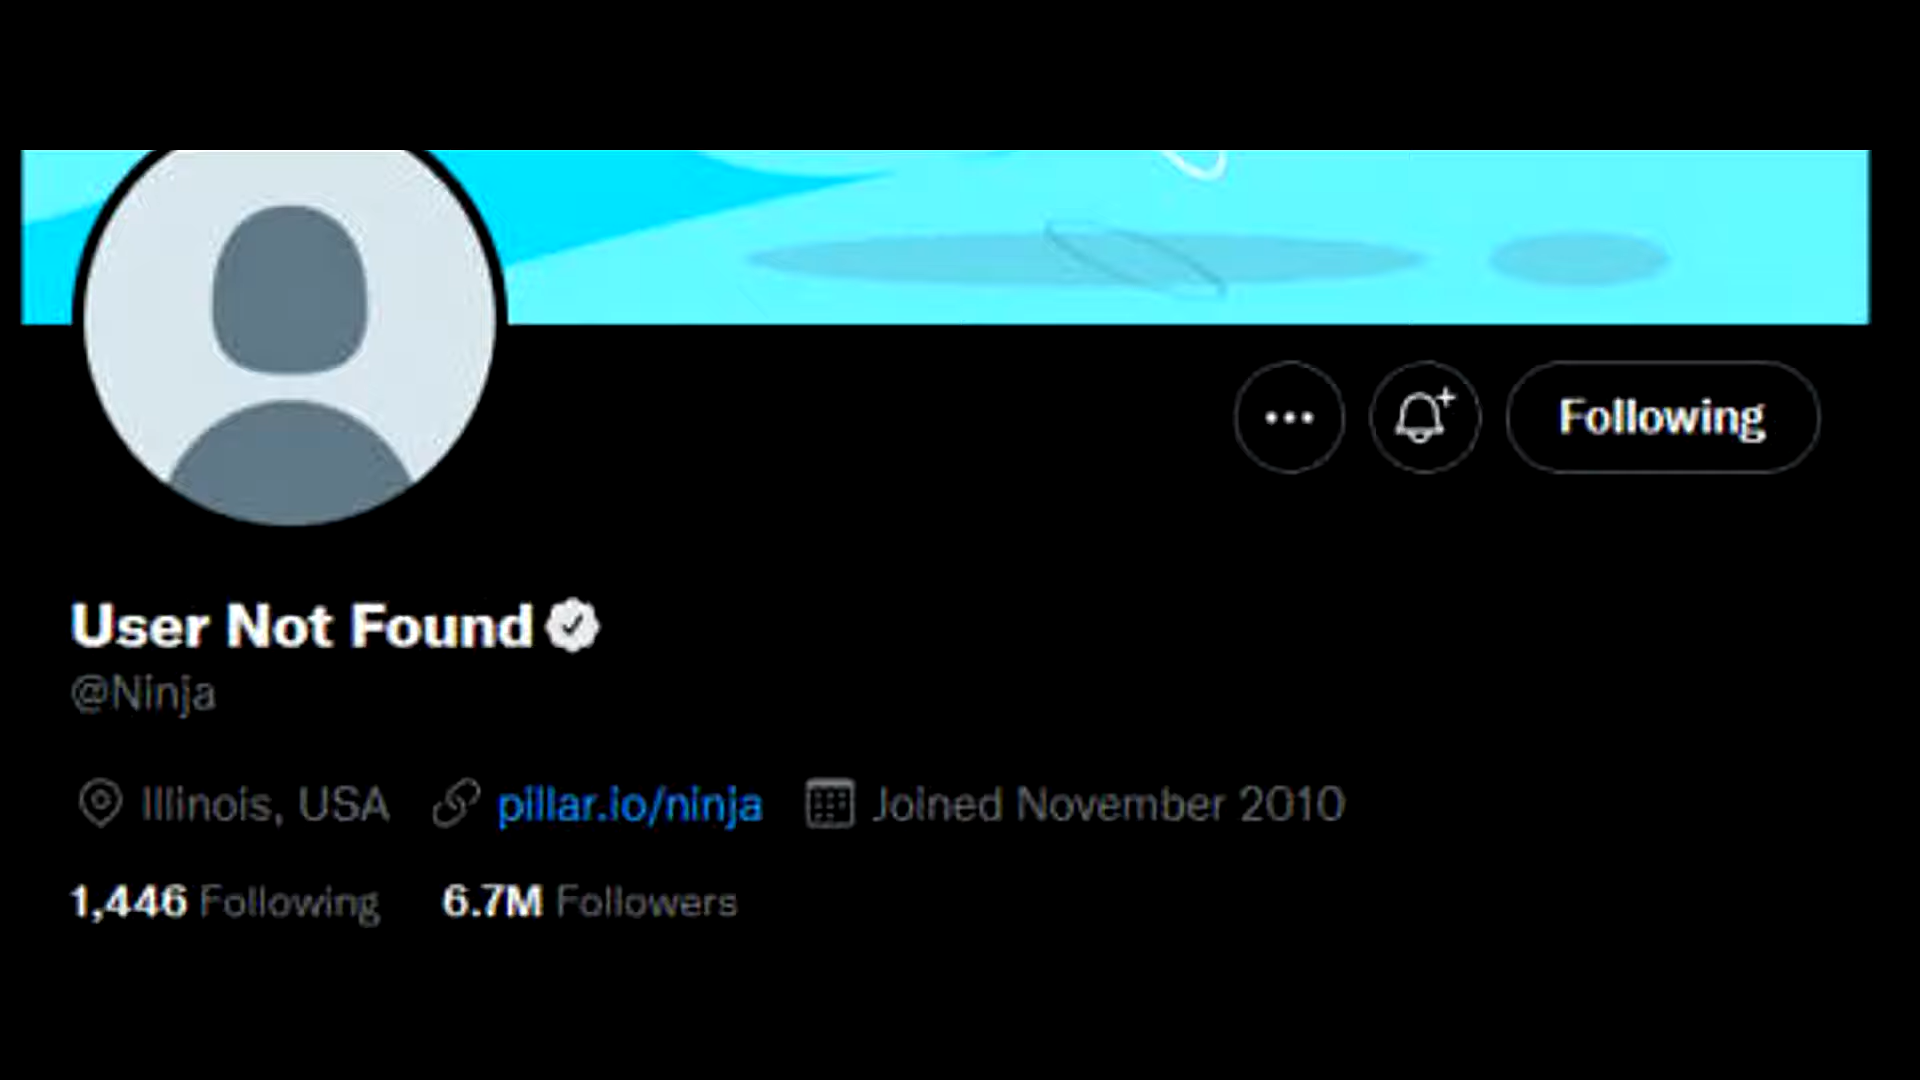 Following
User Not Found
@Ninja
Illinois, USA pillar.io/ninja Joined November 2010
1,446 Following 6.7M Followers